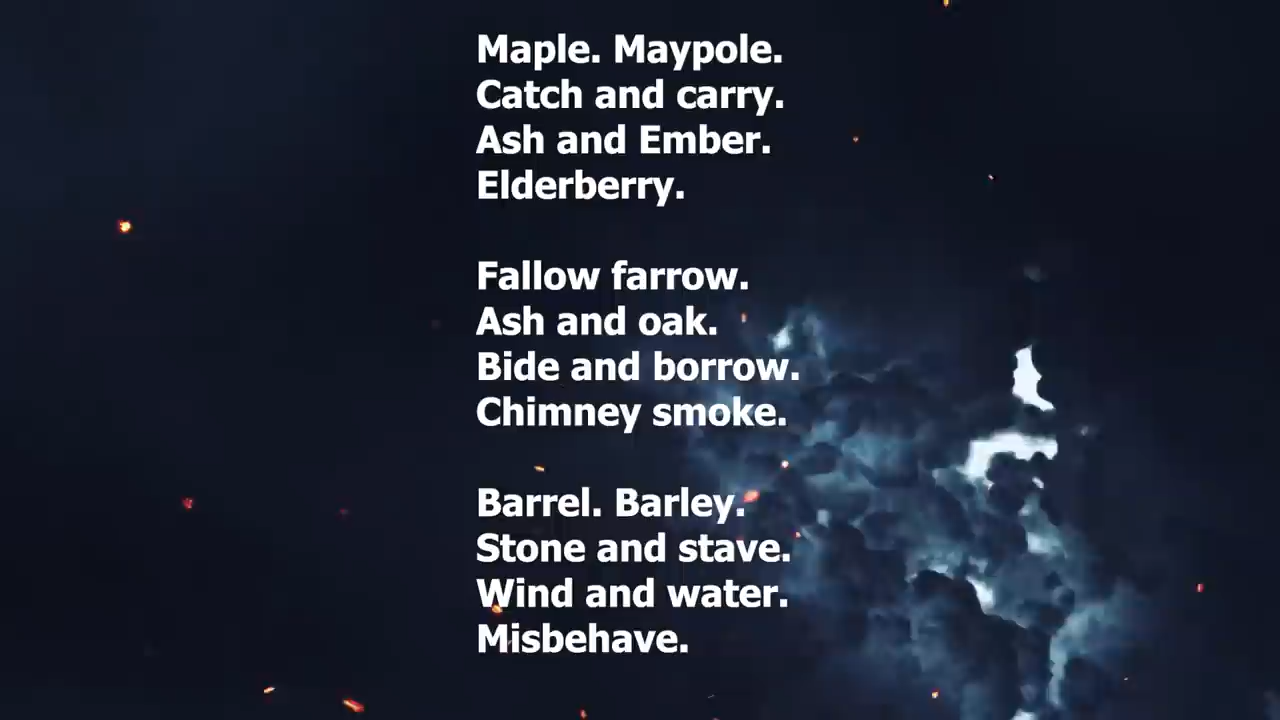 Maple. Maypole.
Catch and carry.
Ash and Ember.
Elderberry.

Fallow farrow.
Ash and oak.
Bide and borrow.
Chimney smoke.

Barrel. Barley.
Stone and stave.
Wind and water.
Misbehave.